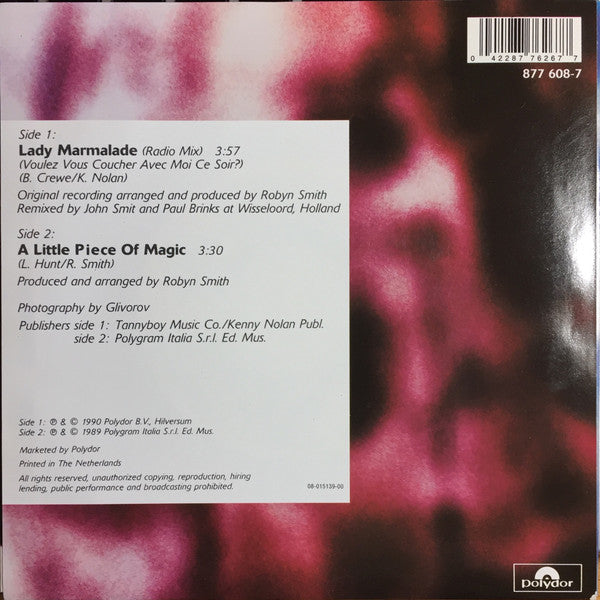 0 42287 76267 7
877 608-7
Side 1:
Lady Marmalade (Radio Mix) 3:57
(Voulez Vous Coucher Avec Moi Ce Soir?)
(B. Crewe/K. Nolan)
Original recording arranged and produced by Robyn Smith
Remixed by John Smit and Paul Brinks at Wisseloord, Holland
Side 2:
A Little Piece Of Magic 3:30
(L. Hunt/R. Smith)
Produced and arranged by Robyn Smith
Photography by Glivorov
Publishers side 1: Tannyboy Music Co./Kenny Nolan Publ.
side 2: Polygram Italia S.r.l. Ed. Mus.
Side 1: ℗ & © 1990 Polydor B.V., Hilversum
Side 2: ℗ & © 1989 Polygram Italia S.r.l. Ed. Mus.
Marketed by Polydor
Printed in The Netherlands
All rights reserved, unauthorized copying, reproduction, hiring
lending, public performance and broadcasting prohibited.
08-015139-00
polydor